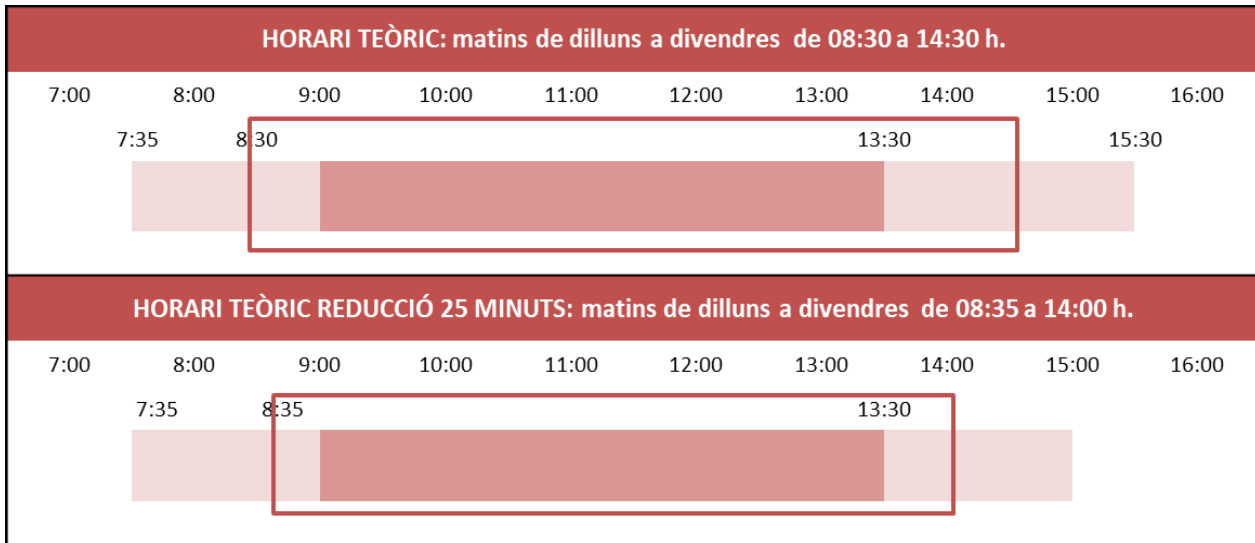 HORARI TEÒRIC: matins de dilluns a divendres de 08:30 a 14:30 h.
7:00 8:00 9:00 10:00 11:00 12:00 13:00 14:00 15:00 16:00
7:35 8:30 13:30 15:30
HORARI TEÒRIC REDUCCIÓ 25 MINUTS: matins de dilluns a divendres de 08:35 a 14:00 h.
7:00 8:00 9:00 10:00 11:00 12:00 13:00 14:00 15:00 16:00
7:35 8:35 13:30